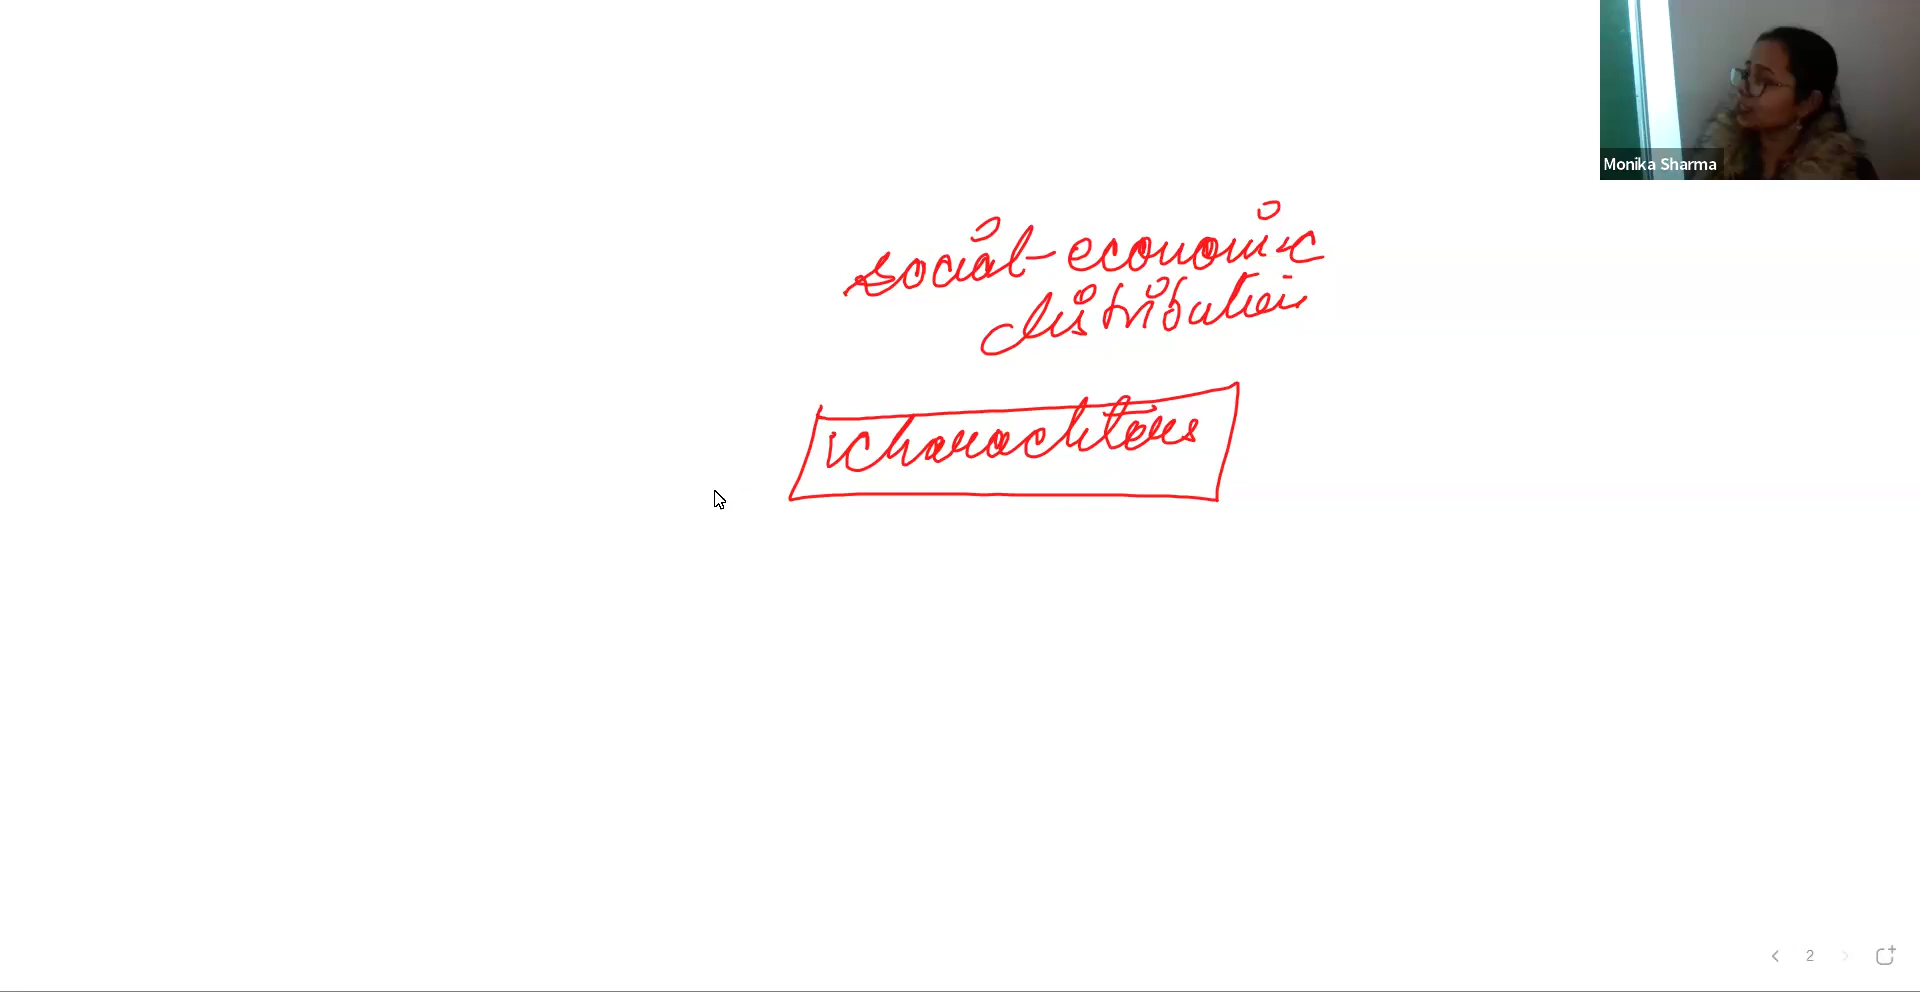 Monika Sharma
social-economic
distribution
characters
2